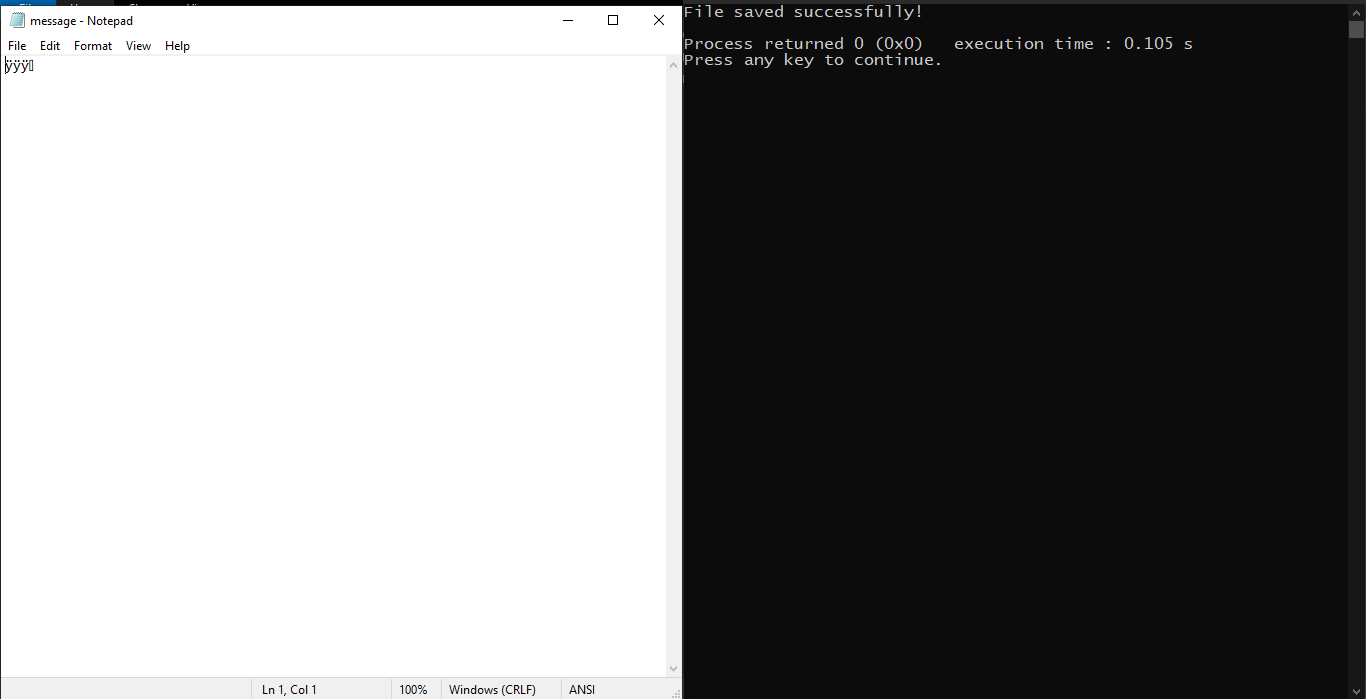 message - Notepad
File Edit Format View Help
ÿÿÿ
Ln 1, Col 1 100% Windows (CRLF) ANSI
File saved successfully!
Process returned 0 (0x0) execution time : 0.105 s
Press any key to continue.